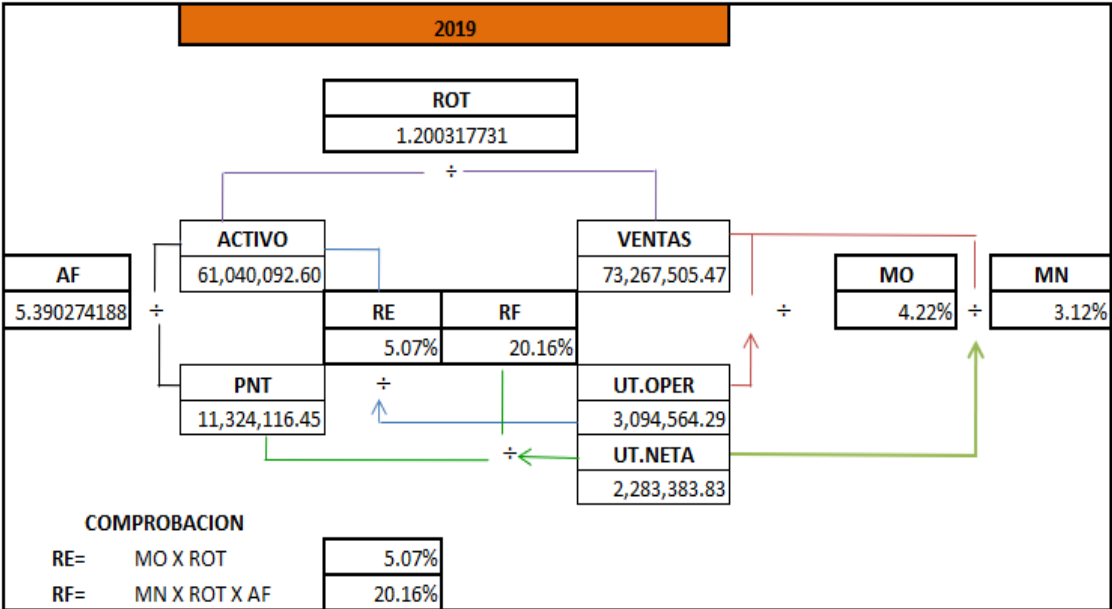 2019
ROT
1.200317731
÷
ACTIVO
61,040,092.60
VENTAS
73,267,505.47
AF
5.390274188
÷
RE
5.07%
RF
20.16%
÷
MO
4.22%
÷
MN
3.12%
PNT
11,324,116.45
÷
UT.OPER
3,094,564.29
÷
UT.NETA
2,283,383.83
COMPROBACION
RE= MO X ROT 5.07%
RF= MN X ROT X AF 20.16%